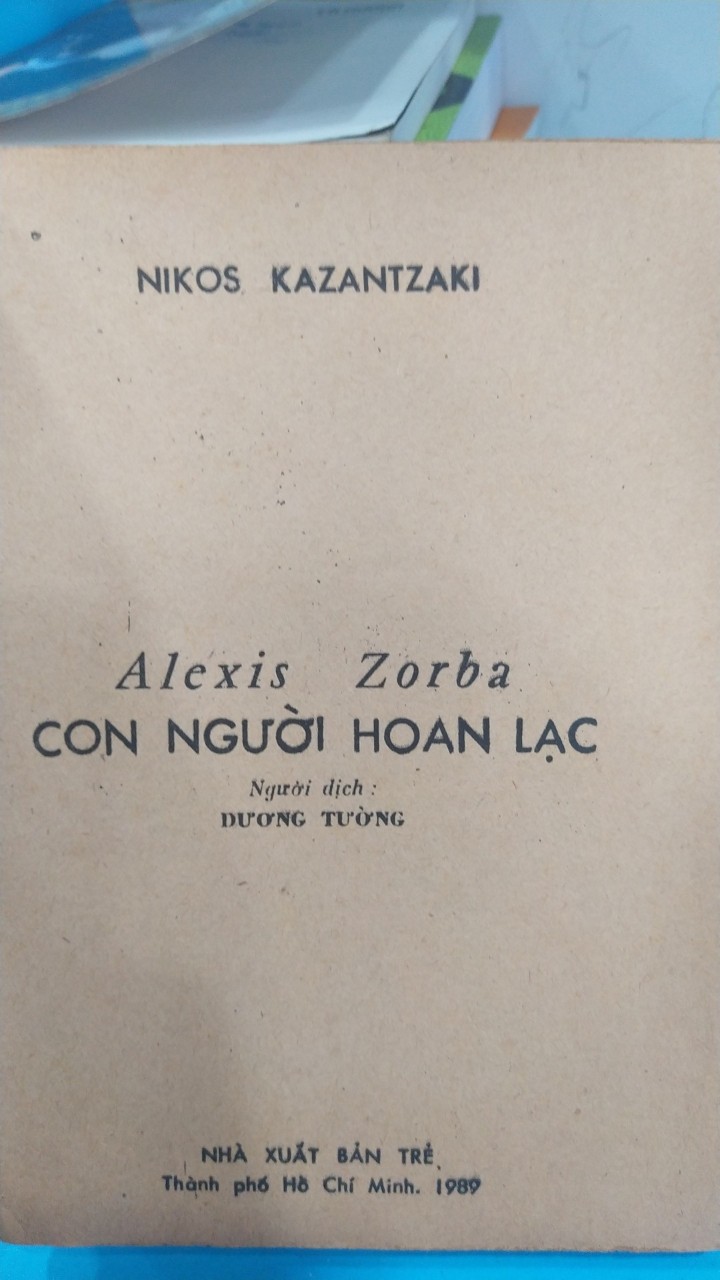 NIKOS KAZANTZAKI
Alexis Zorba
CON NGƯỜI HOAN LẠC
Người dịch :
DƯƠNG TƯỜNG
NHÀ XUẤT BẢN TRẺ
Thành phố Hồ Chí Minh. 1989